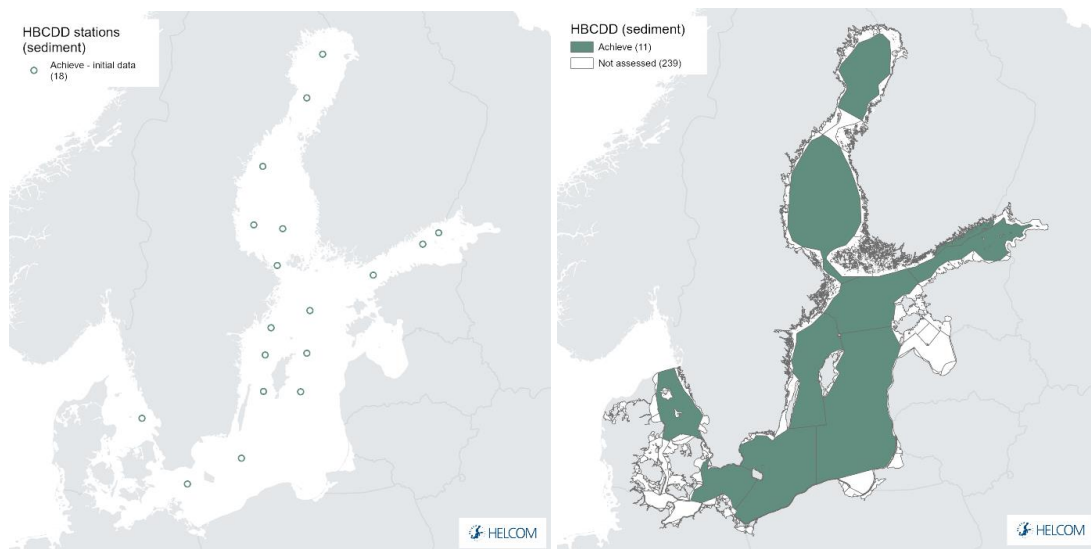 HBCDD stations
(sediment)
Achieve - initial data
(18)
HELCOM
HBCDD (sediment)
Achieve (11)
Not assessed (239)
HELCOM